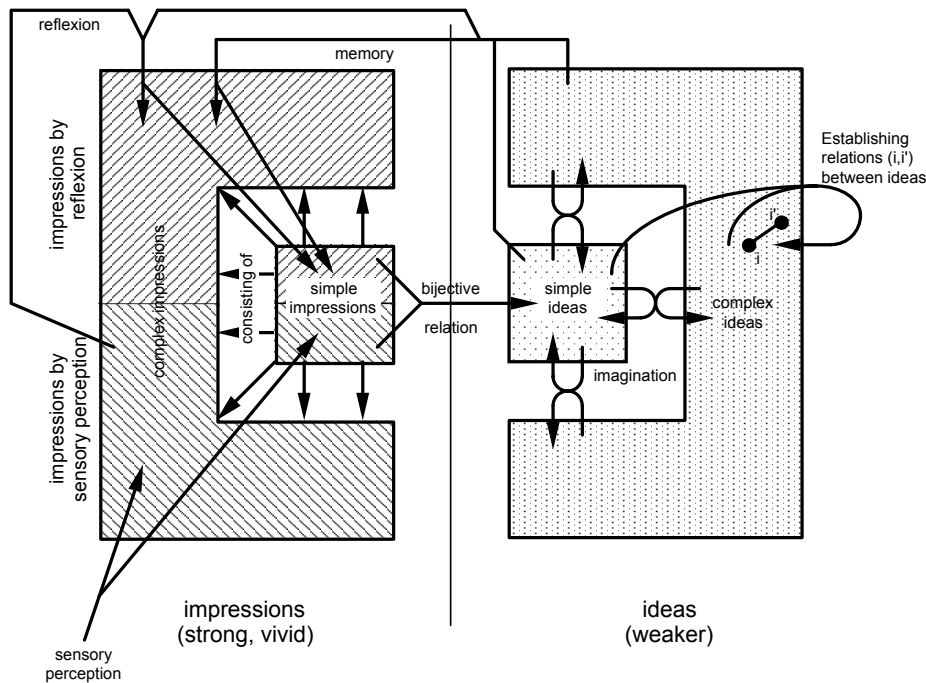 reflexion
memory
impressions by
reflexion
complex impressions
consisting of
simple
impressions
bijective
relation
simple
ideas
complex
ideas
imagination
Establishing
relations (i,i')
between ideas
i'
i
impressions by
sensory perception
impressions
(strong, vivid)
ideas
(weaker)
sensory
perception